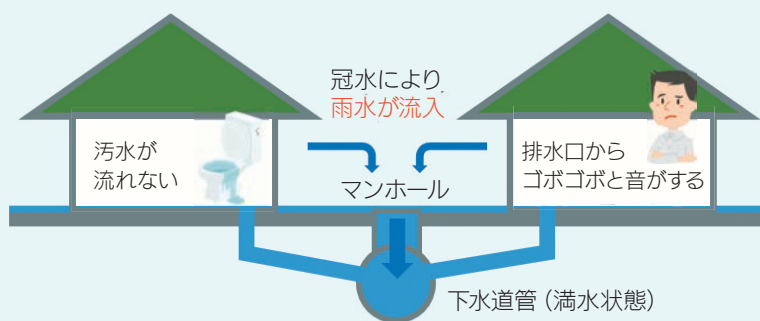 冠水により
雨水が流入
汚水が
流れない
排水口から
ゴボゴボと音がする
マンホール
下水道管（満水状態）